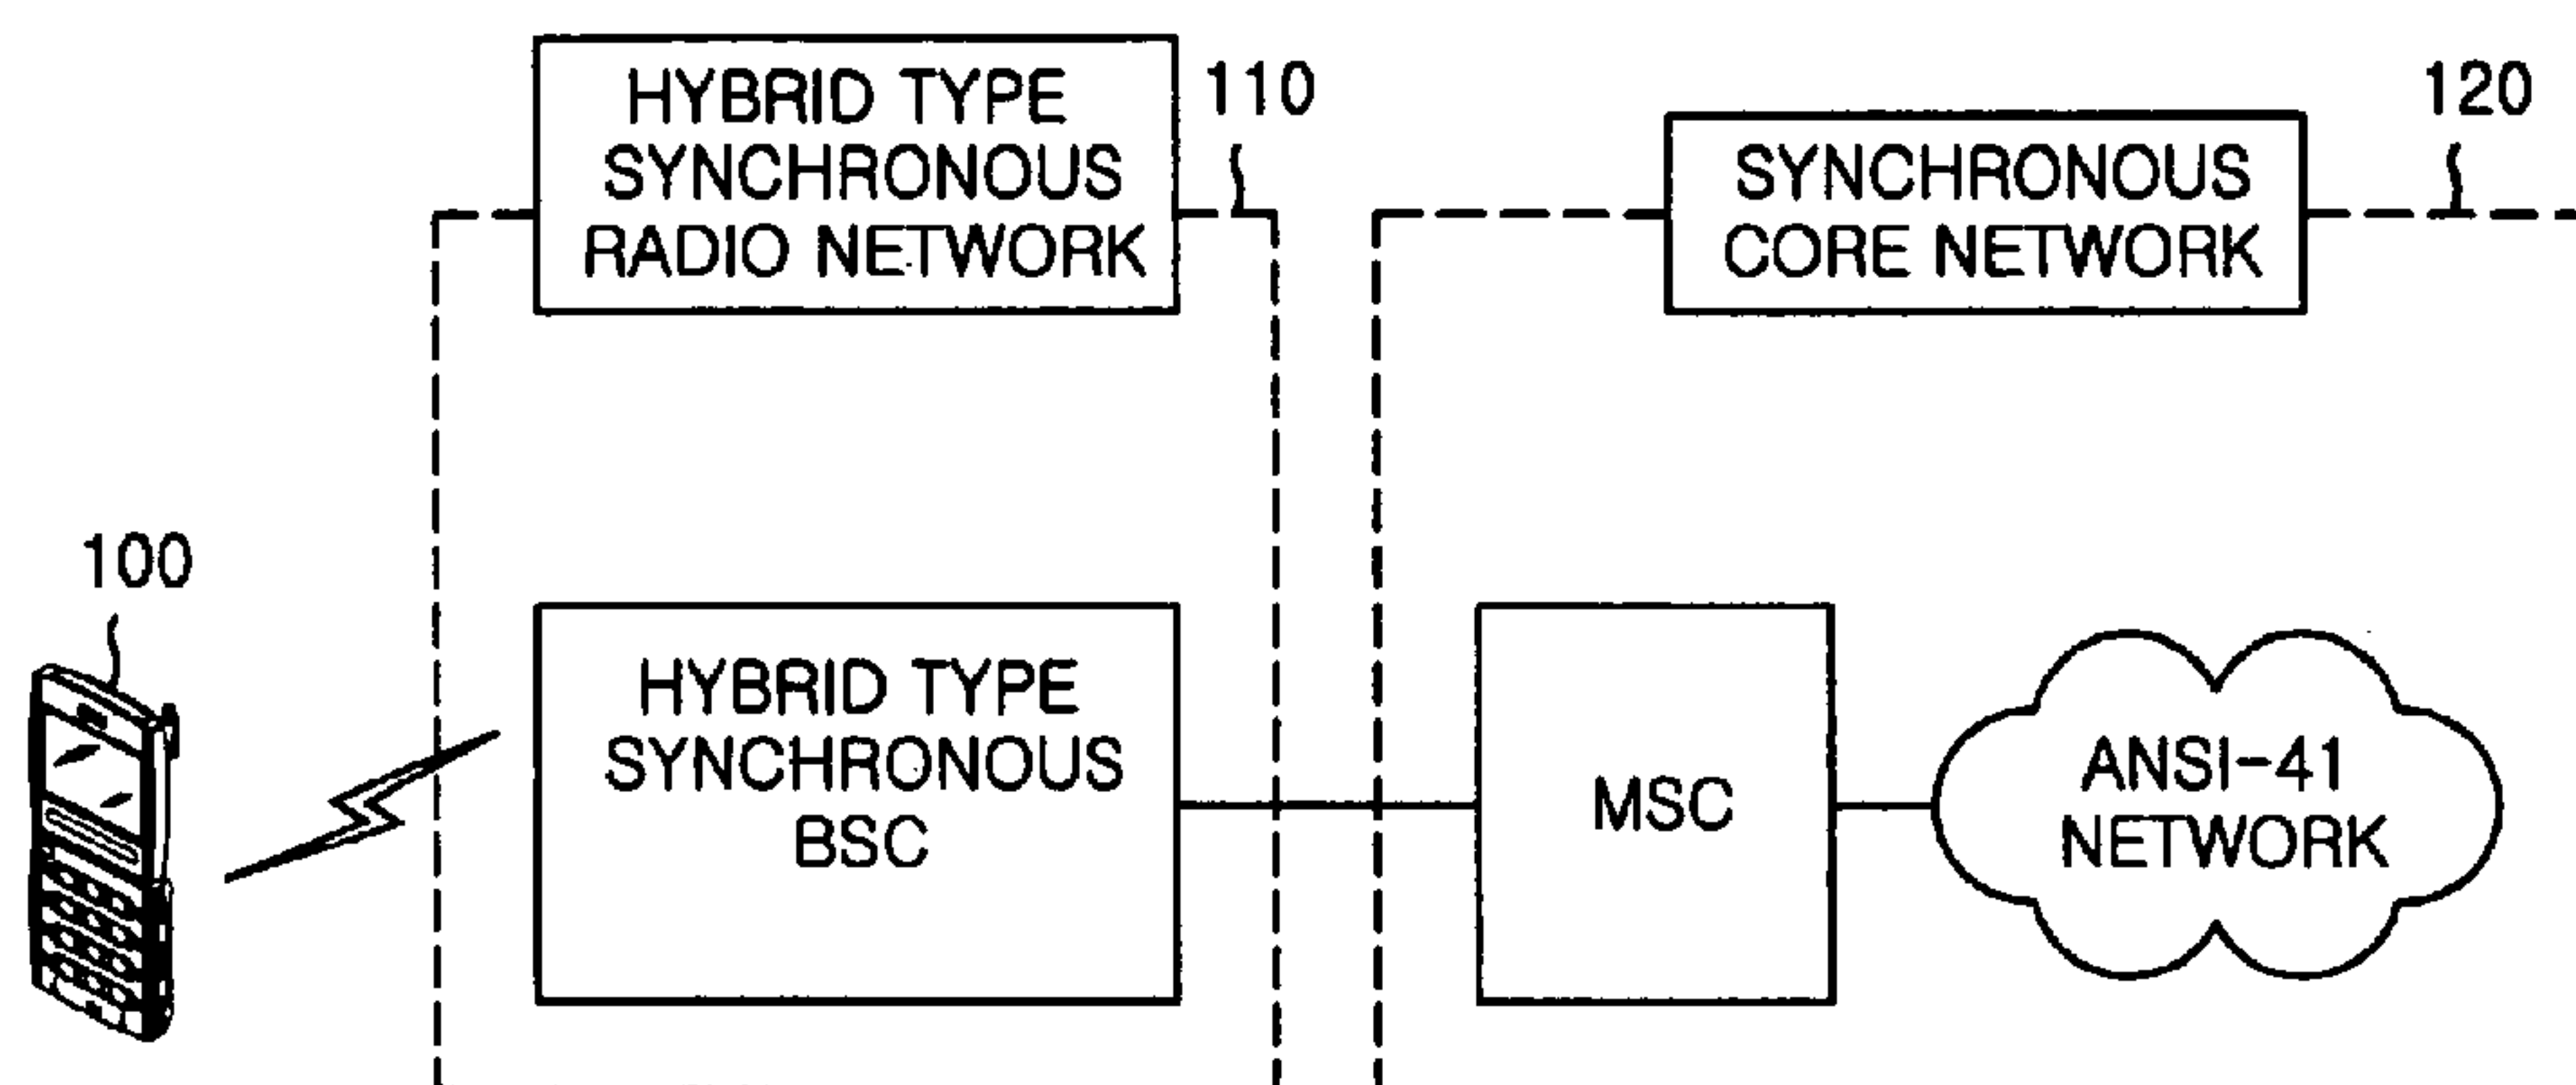 HYBRID TYPE
SYNCHRONOUS
RADIO NETWORK
110
SYNCHRONOUS
CORE NETWORK
120
100
HYBRID TYPE
SYNCHRONOUS
BSC
MSC
ANSI-41
NETWORK